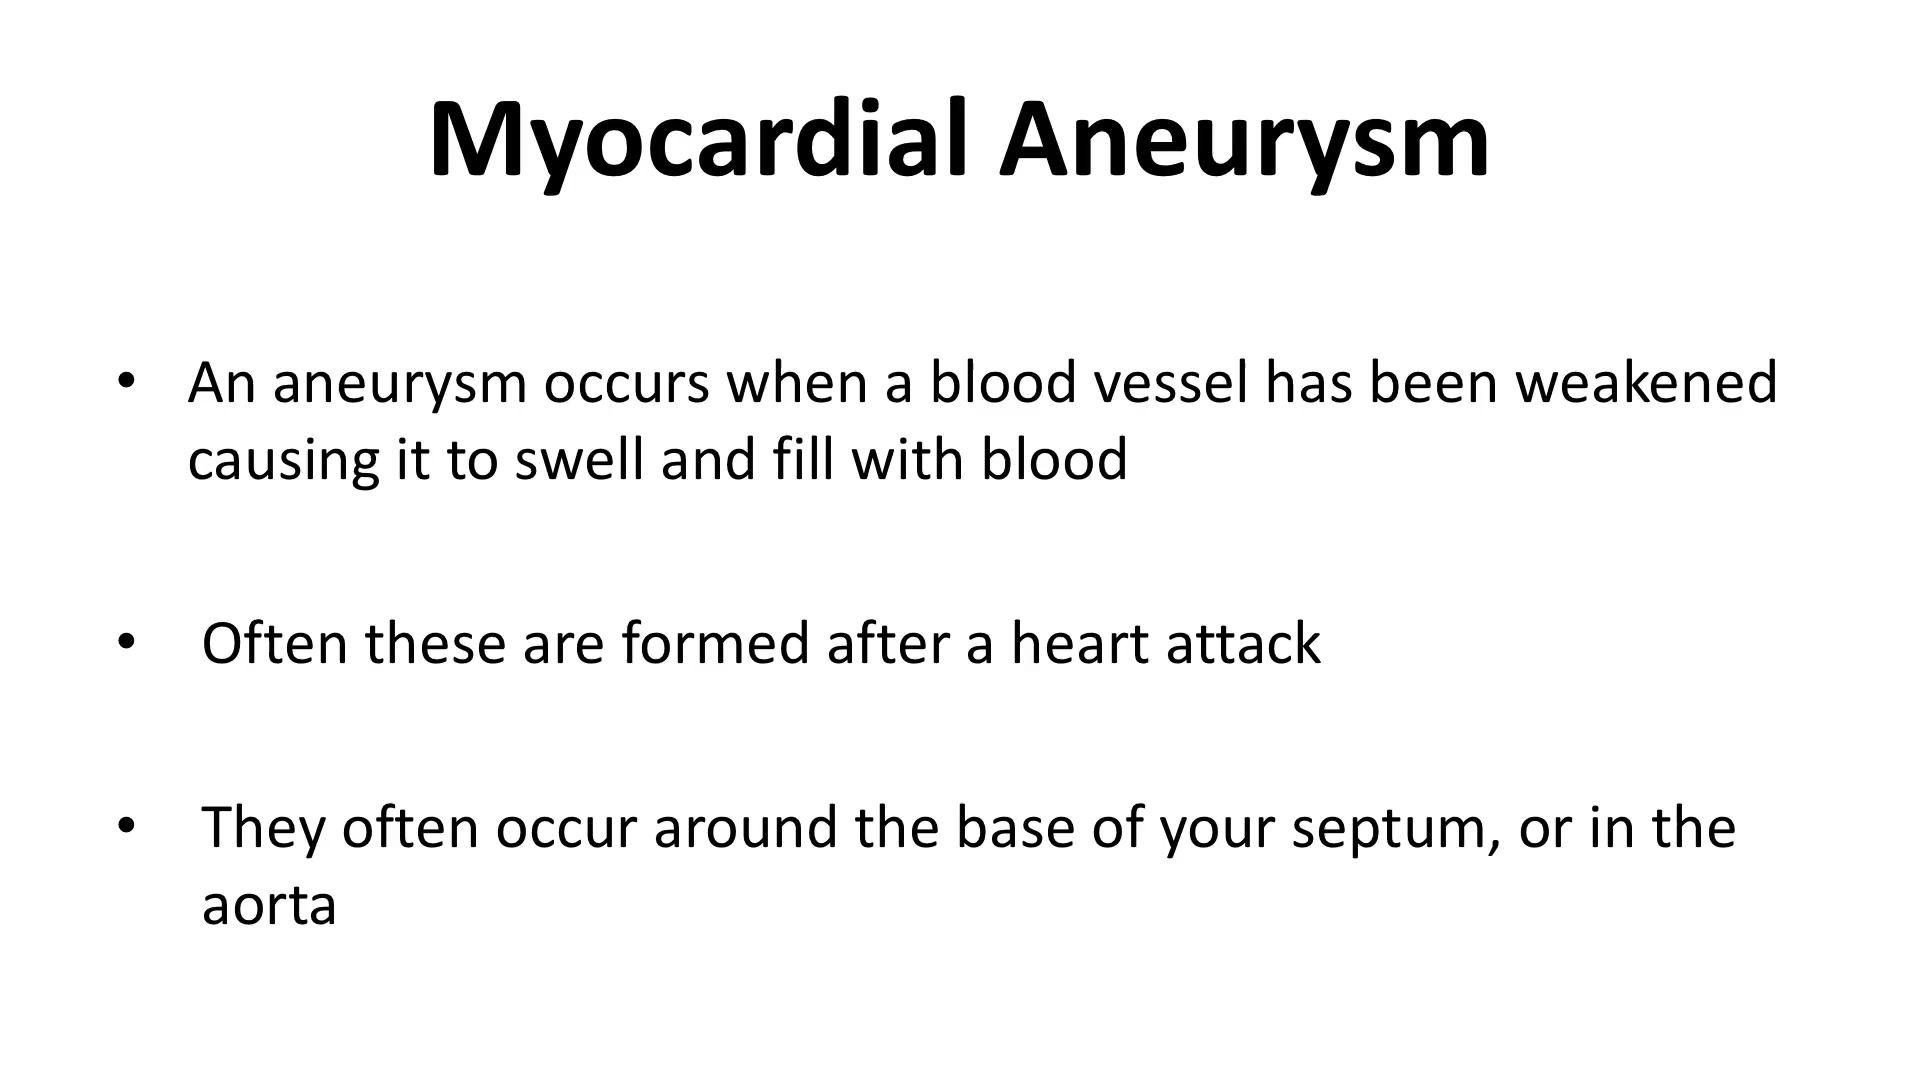 Myocardial Aneurysm
• An aneurysm occurs when a blood vessel has been weakened
causing it to swell and fill with blood
• Often these are formed after a heart attack
• They often occur around the base of your septum, or in the
aorta